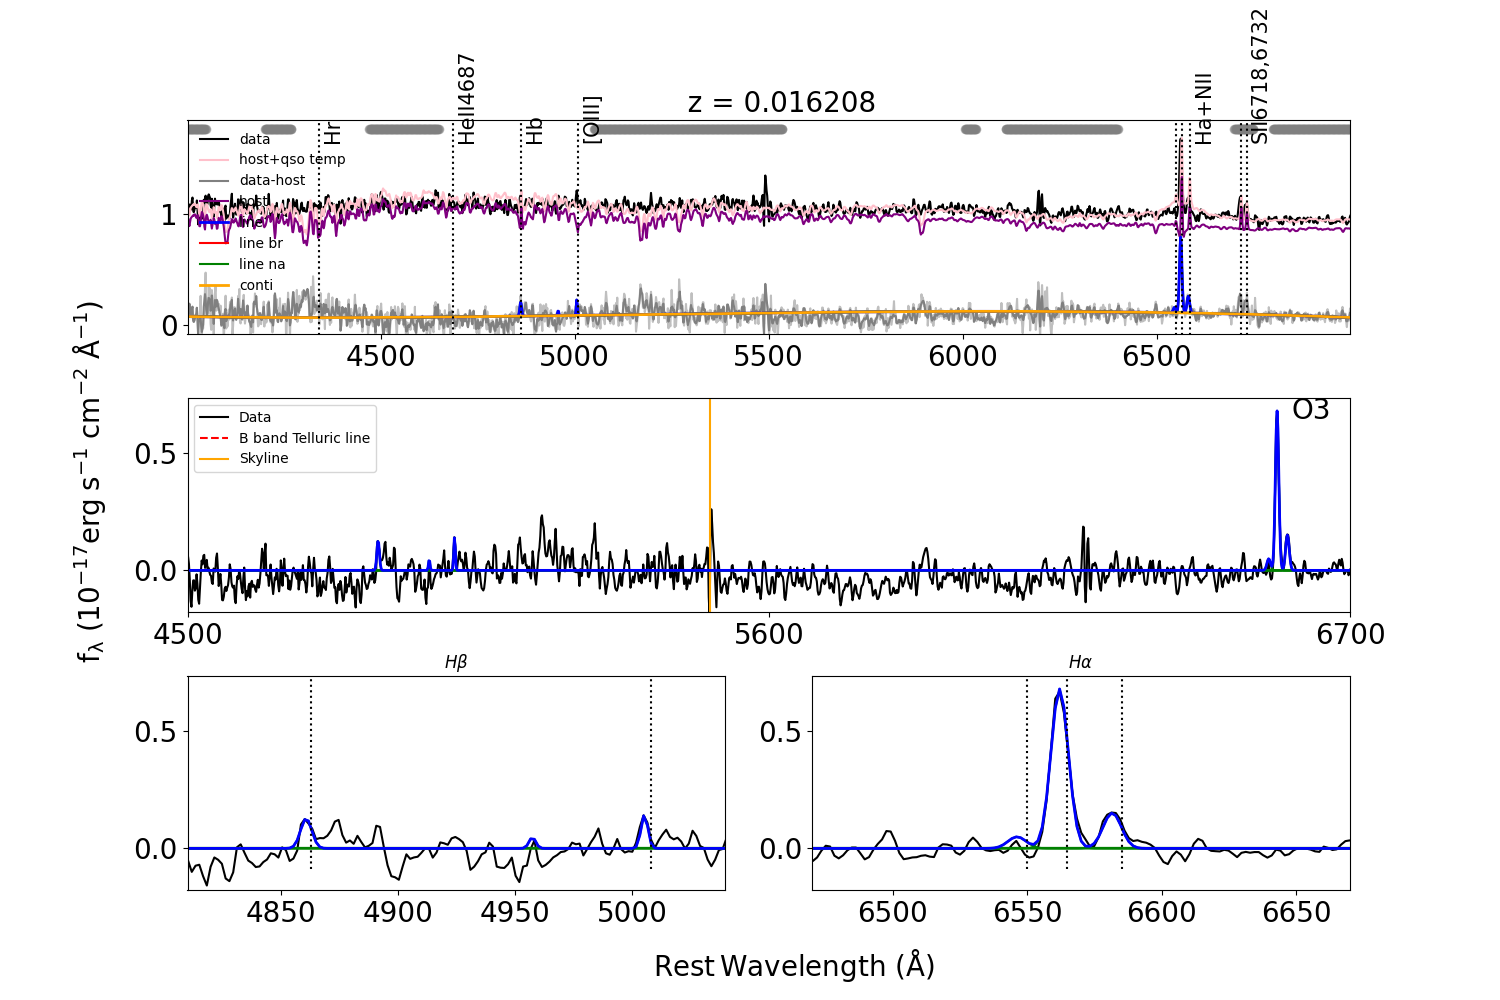 z = 0.016208
Hr
HeII4687
Hb
[OIII]
Ha+NII
SII6718,6732
data
host+qso temp
data-host
host
line br
line na
conti
1
0
4500 5000 5500 6000 6500
fλ (10⁻¹⁷erg s⁻¹ cm⁻² Å⁻¹)
Data
B band Telluric line
Skyline
O3
0.5
0.0
4500 5600 6700
Hβ
0.5
0.0
4850 4900 4950 5000
Hα
0.5
0.0
6500 6550 6600 6650
Rest Wavelength (Å)